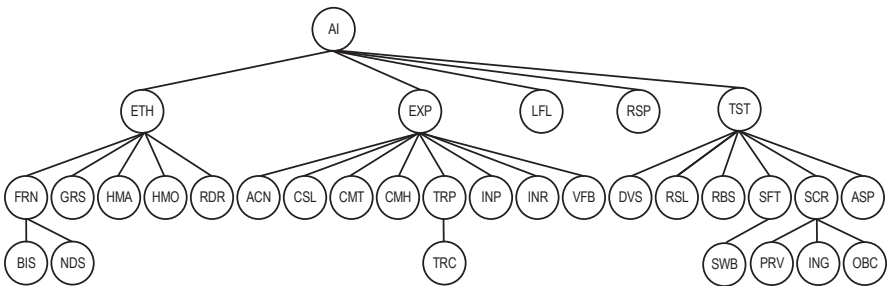 AI
ETH EXP LFL RSP TST
FRN GRS HMA HMO RDR ACN CSL CMT CMH TRP INP INR VFB DVS RSL RBS SFT SCR ASP
BIS NDS TRC SWB PRV ING OBC